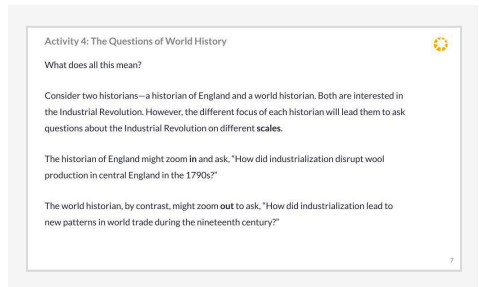 Activity 4: The Questions of World History
What does all this mean?
Consider two historians—a historian of England and a world historian. Both are interested in
the Industrial Revolution. However, the different focus of each historian will lead them to ask
questions about the Industrial Revolution on different scales.
The historian of England might zoom in and ask, “How did industrialization disrupt wool
production in central England in the 1790s?”
The world historian, by contrast, might zoom out to ask, “How did industrialization lead to
new patterns in world trade during the nineteenth century?”
7